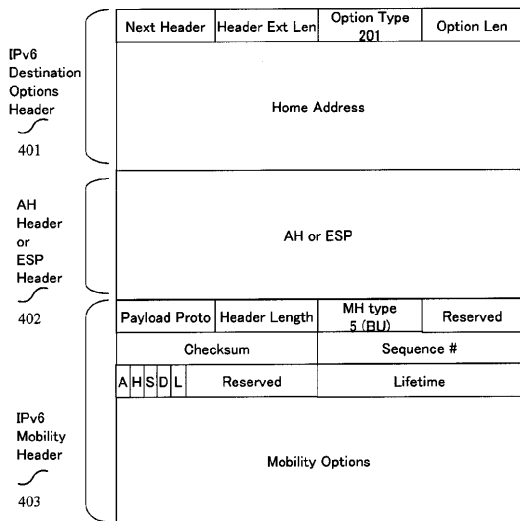 Next Header Header Ext Len Option Type 201 Option Len
IPv6
Destination
Options
Header
401
Home Address
AH
Header
or
ESP
Header
402
AH or ESP
Payload Proto Header Length MH type 5 (BU) Reserved
Checksum Sequence #
A H S D L Reserved Lifetime
IPv6
Mobility
Header
403
Mobility Options